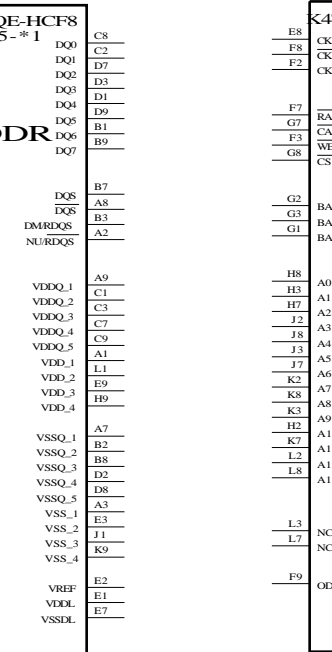 QE-HCF8
5-*1
DDR
DQ0 C8
DQ1 C2
DQ2 D7
DQ3 D3
DQ4 D1
DQ5 D9
DQ6 B1
DQ7 B9
DQS B7
DQS A8
DM/RDQS B3
NU/RDQS A2
VDDQ_1 A9
VDDQ_2 C1
VDDQ_3 C3
VDDQ_4 C7
VDDQ_5 C9
VDD_1 A1
VDD_2 L1
VDD_3 E9
VDD_4 H9
VSSQ_1 A7
VSSQ_2 B2
VSSQ_3 B8
VSSQ_4 D2
VSSQ_5 D8
VSS_1 A3
VSS_2 E3
VSS_3 J1
VSS_4 K9
VREF E2
VDDL E1
VSSDL E7
K4
E8 CK
F8 CK
F2 CK
F7 RA
G7 CA
F3 WE
G8 CS
G2 BA
G3 BA
G1 BA
H8 A0
H3 A1
H7 A2
J2 A3
J8 A4
J3 A5
J7 A6
K2 A7
K8 A8
K3 A9
H2 A1
K7 A1
L2 A1
L8 A1
L3 NC
L7 NC
F9 OD